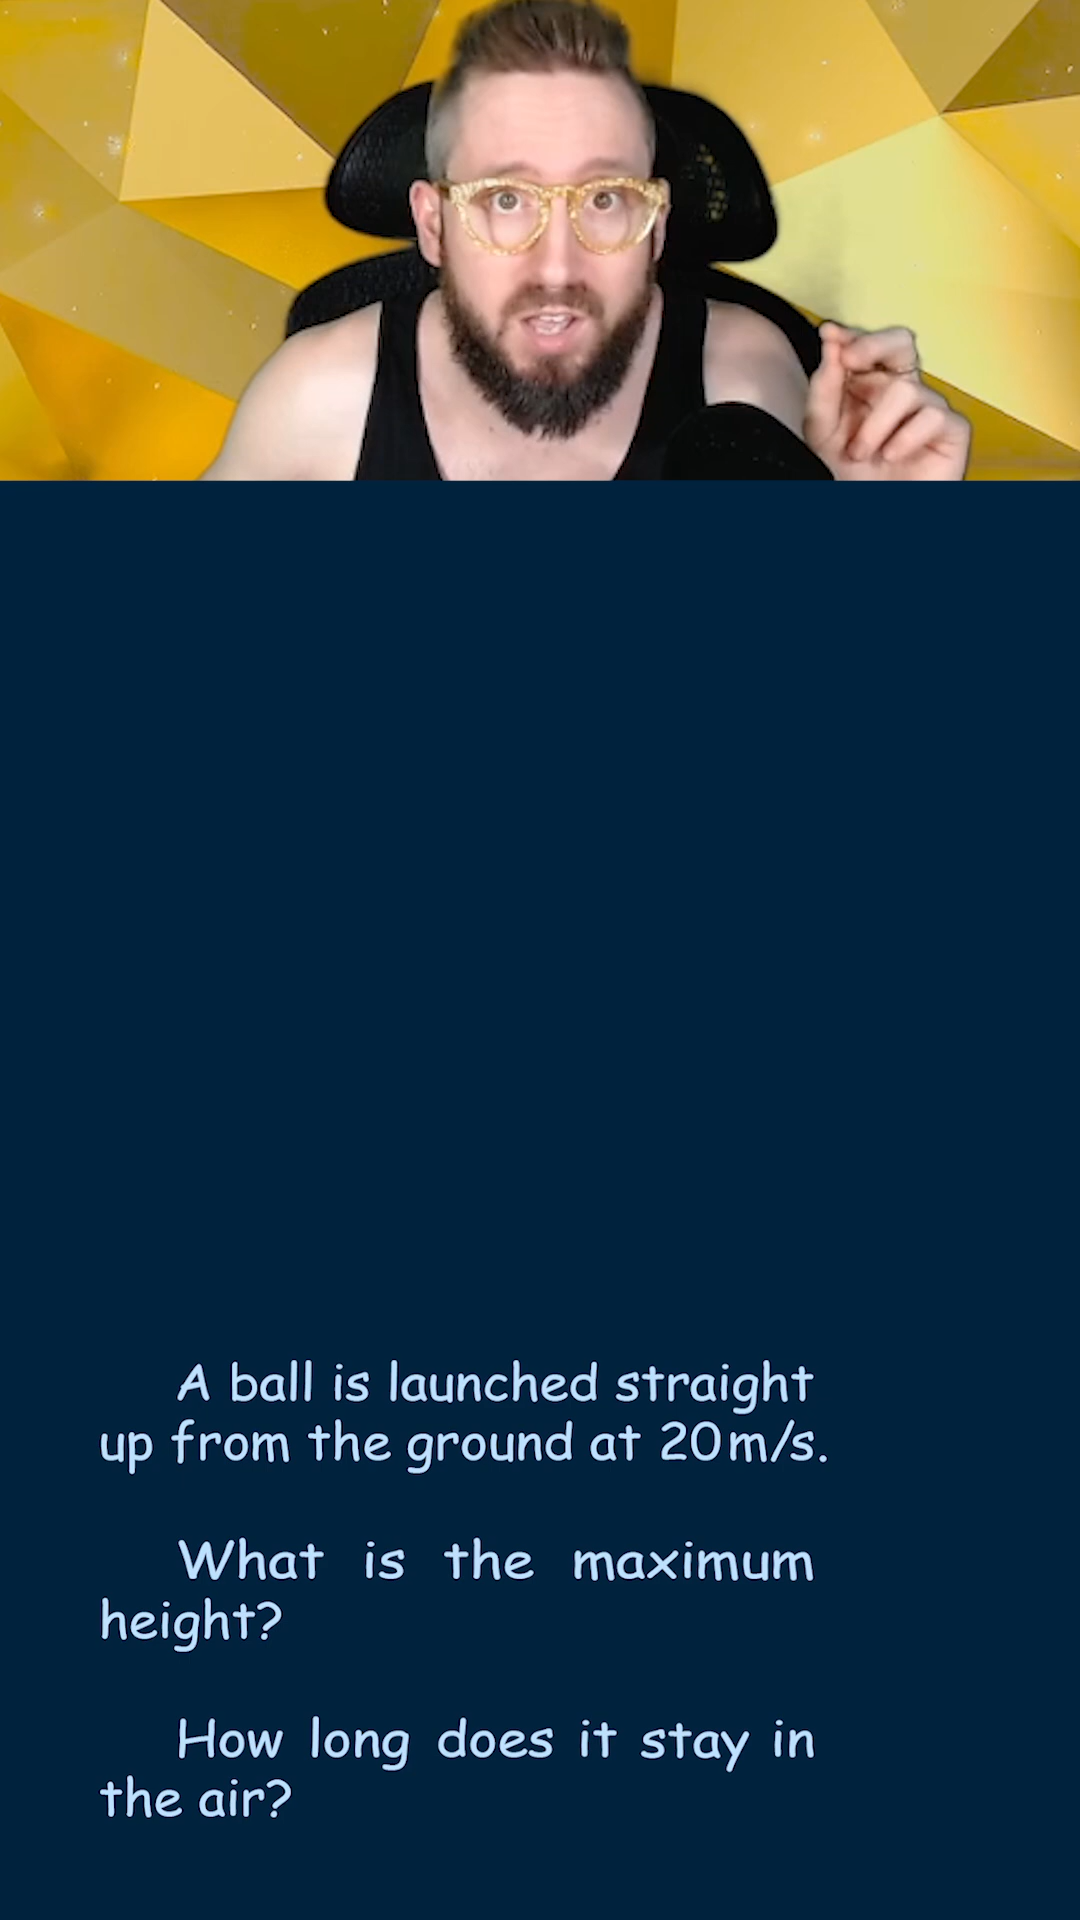 A ball is launched straight
up from the ground at 20m/s.
What is the maximum
height?
How long does it stay in
the air?